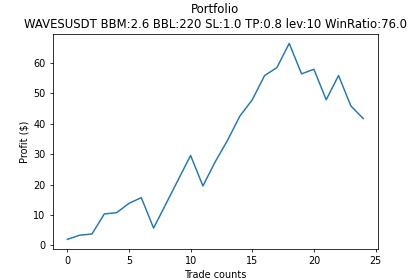 Portfolio
WAVESUSDT BBM:2.6 BBL:220 SL:1.0 TP:0.8 lev:10 WinRatio:76.0
Profit ($)
60
50
40
30
20
10
0
0 5 10 15 20 25
Trade counts